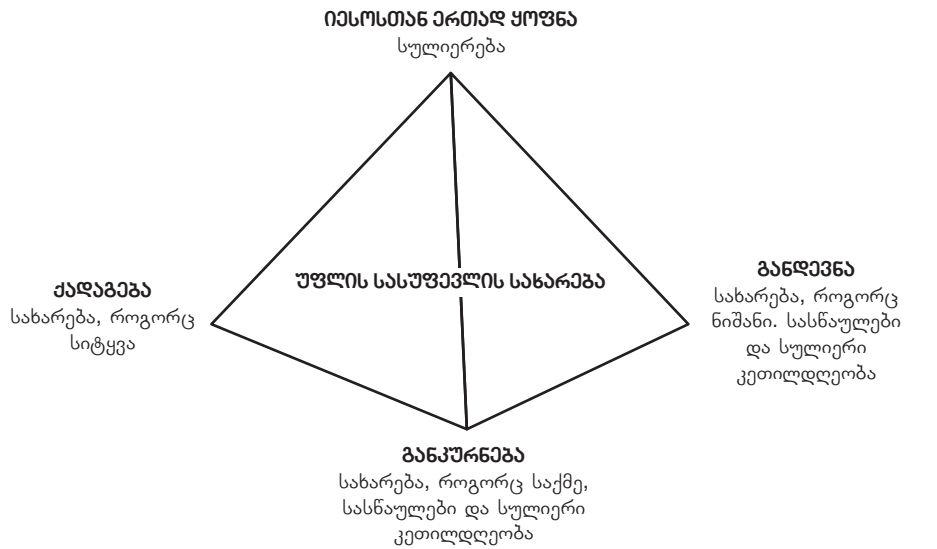 იესოსთან ერთად ყოფნა
სულიერება
უფლის სასუფევლის სახარება
ქადაგება
სახარება, როგორც
სიტყვა
განდევნა
სახარება, როგორც
ნიშანი. სასწაულები
და სულიერი
კეთილდღეობა
განკურნება
სახარება, როგორც საქმე,
სასწაულები და სულიერი
კეთილდღეობა